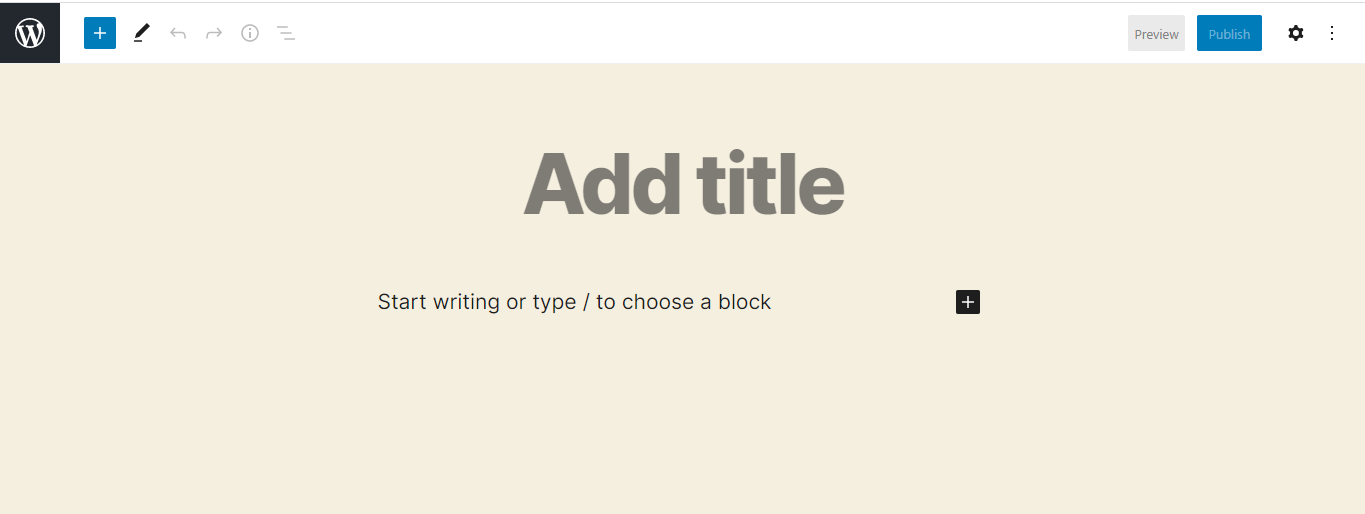 Preview
Publish
Add title
Start writing or type / to choose a block